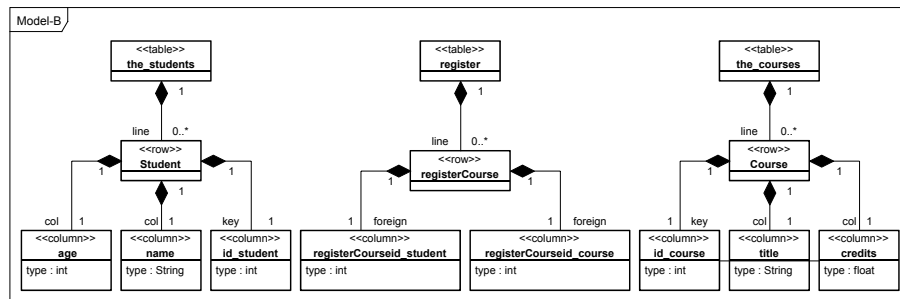 Model-B
<<table>>
the_students
<<table>>
register
<<table>>
the_courses
1
1
1
line 0..*
line 0..*
line 0..*
<<row>>
Student
<<row>>
registerCourse
<<row>>
Course
1
1
1
1
1
1
1
1
col 1
col 1
key 1
1 foreign
1 foreign
1 key
col 1
col 1
<<column>>
age
type : int
<<column>>
name
type : String
<<column>>
id_student
type : int
<<column>>
registerCourseid_student
type : int
<<column>>
registerCourseid_course
type : int
<<column>>
id_course
type : int
<<column>>
title
type : String
<<column>>
credits
type : float